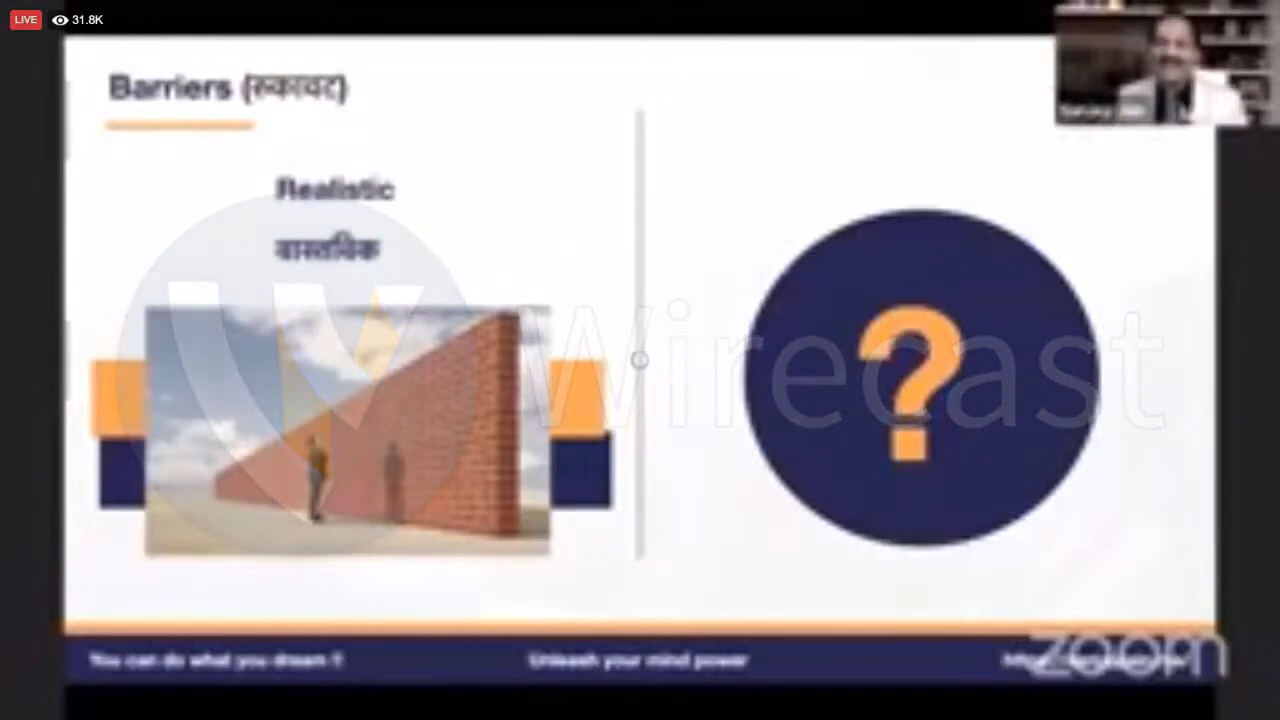 LIVE 31.8K
Barriers (रुकावट)
Realistic
वास्तविक
Wirecast
?
You can do what you dream !!
Unleash your mind power
zoom